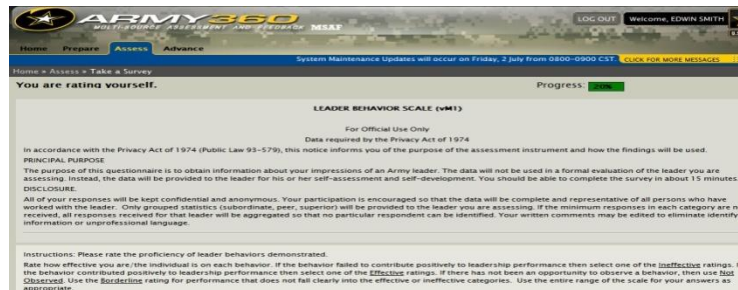 ARMY360
MULTI-SOURCE ASSESSMENT AND FEEDBACK MSAF
LOG OUT Welcome, EDWIN SMITH
Home Prepare Assess Advance
System Maintenance Updates will occur on Friday, 2 July from 0800-0900 CST. CLICK FOR MORE MESSAGES
Home » Assess » Take a Survey
You are rating yourself. Progress: 20%
LEADER BEHAVIOR SCALE (vM1)
For Official Use Only
Data required by the Privacy Act of 1974
In accordance with the Privacy Act of 1974 (Public Law 93-579), this notice informs you of the purpose of the assessment instrument and how the findings will be used.
PRINCIPAL PURPOSE
The purpose of this questionnaire is to obtain information about your impressions of an Army leader. The data will not be used in a formal evaluation of the leader you are
assessing. Instead, the data will be provided to the leader for his or her self-assessment and self-development. You should be able to complete the survey in about 15 minutes
DISCLOSURE.
All of your responses will be kept confidential and anonymous. Your participation is encouraged so that the data will be complete and representative of all persons who have
worked with the leader. Only grouped statistics (subordinate, peer, superior) will be provided to the leader you are assessing. If the minimum responses in each category are n
received, all responses received for that leader will be aggregated so that no particular respondent can be identified. Your written comments may be edited to eliminate identify
information or unprofessional language.
Instructions: Please rate the proficiency of leader behaviors demonstrated.
Rate how effective you are/the individual is on each behavior. If the behavior failed to contribute positively to leadership performance then select one of the Ineffective ratings.
the behavior contributed positively to leadership performance then select one of the Effective ratings. If there has not been an opportunity to observe a behavior, then use Not
Observed. Use the Borderline rating for performance that does not fall clearly into the effective or ineffective categories. Use the entire range of the scale for your answers as
appropriate.